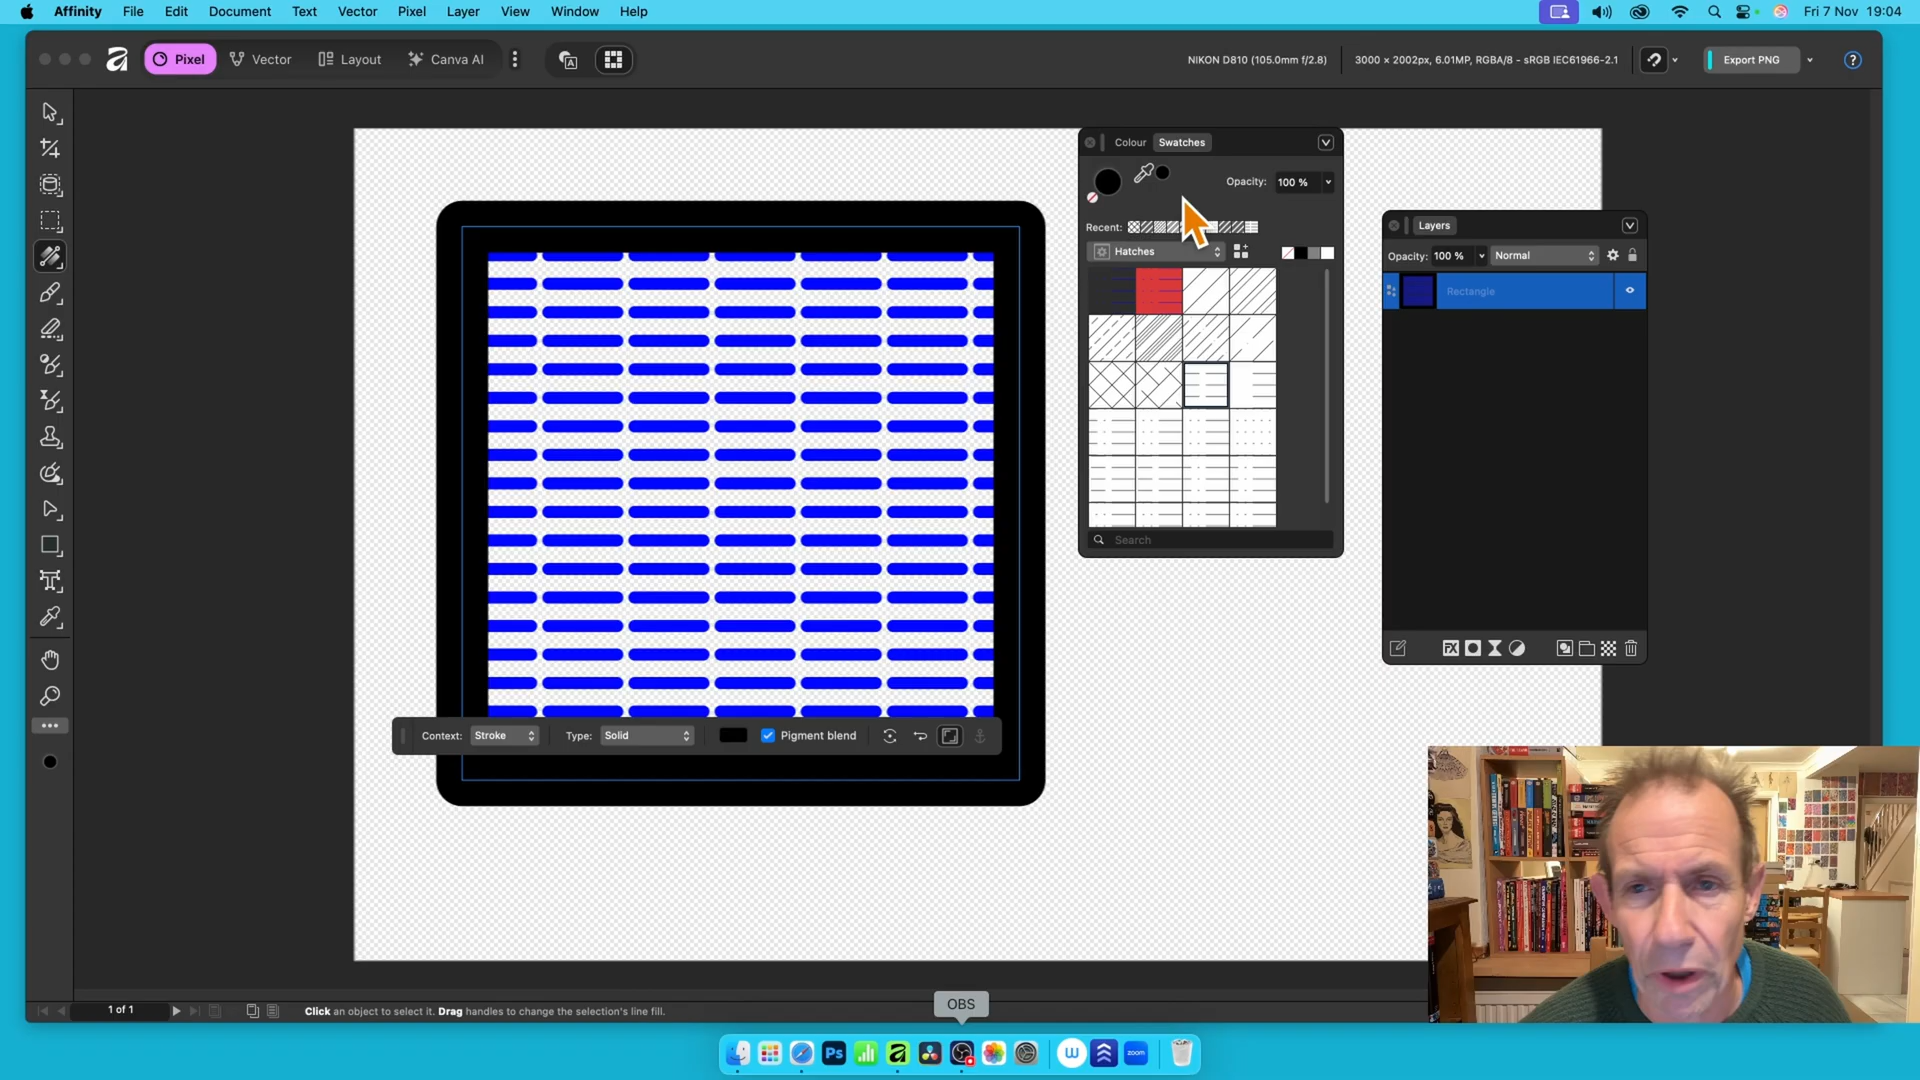 Affinity File Edit Document Text Vector Pixel Layer View Window Help
Fri 7 Nov 19:04
Pixel Vector Layout Canva AI
NIKON D810 (105.0mm f/2.8)
3000 × 2002px, 6.01MP, RGBA/8 - sRGB IEC61966-2.1
Export PNG
?
Colour Swatches
Opacity: 100 %
Recent:
Hatches
Search
Layers
Opacity: 100 % Normal
Rectangle
FX
Context: Stroke Type: Solid Pigment blend
1 of 1
Click an object to select it. Drag handles to change the selection's line fill.
OBS
Ps
W
zoom